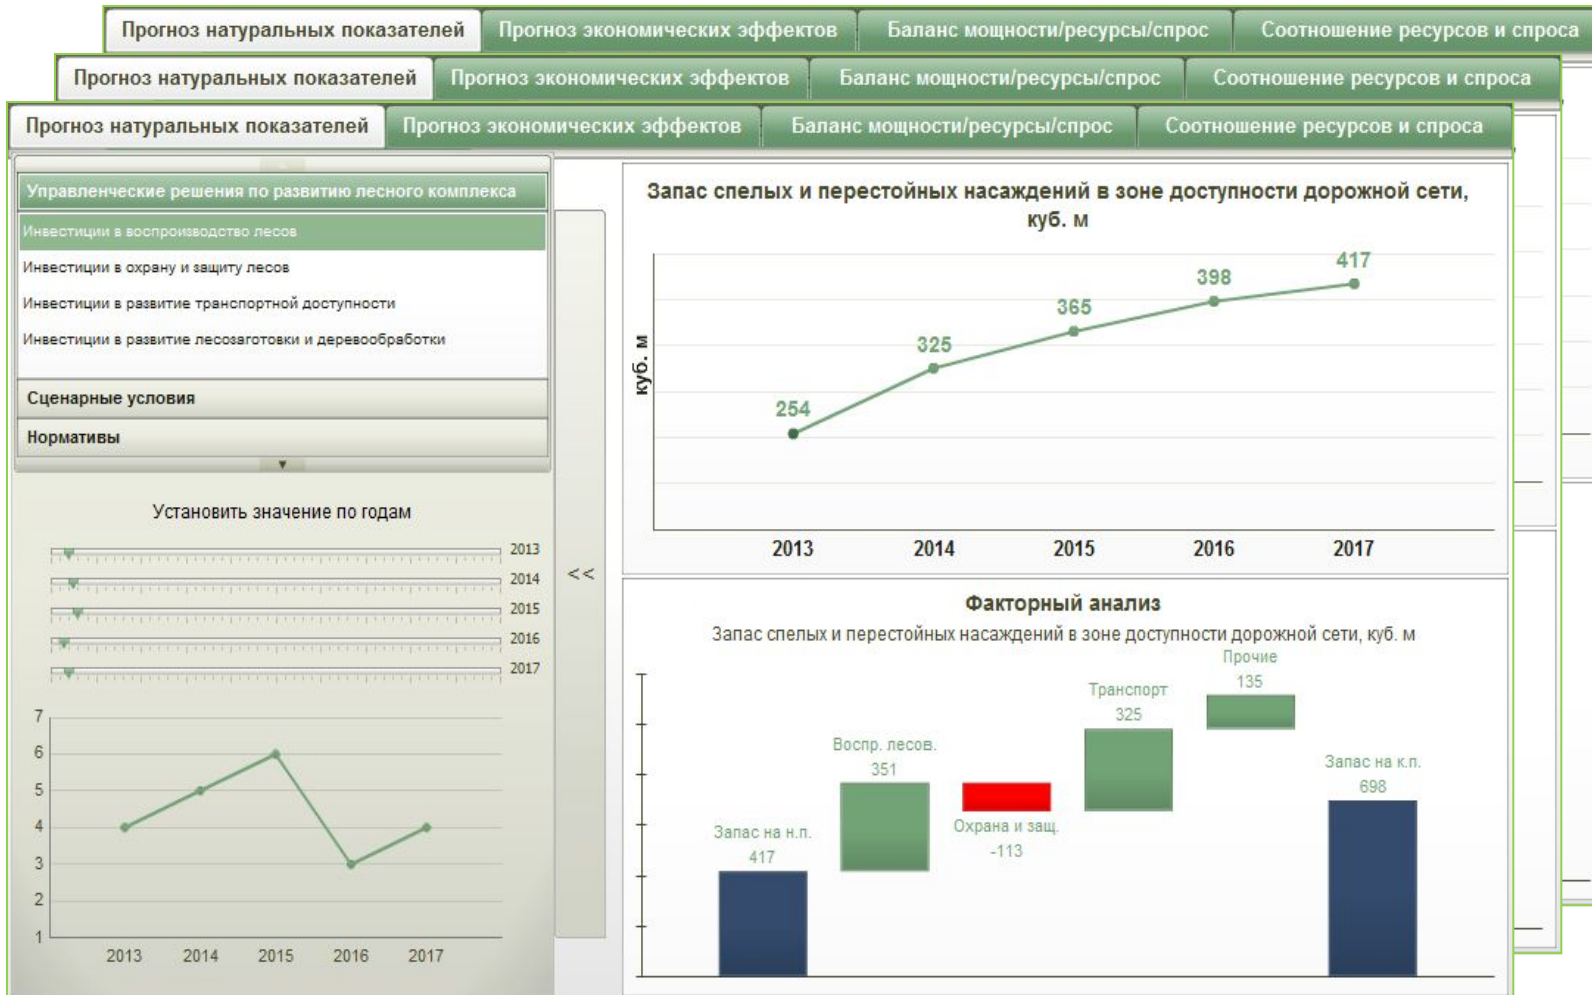 Прогноз натуральных показателей
Прогноз экономических эффектов
Баланс мощности/ресурсы/спрос
Соотношение ресурсов и спроса
Прогноз натуральных показателей
Прогноз экономических эффектов
Баланс мощности/ресурсы/спрос
Соотношение ресурсов и спроса
Прогноз натуральных показателей
Прогноз экономических эффектов
Баланс мощности/ресурсы/спрос
Соотношение ресурсов и спроса
Управленческие решения по развитию лесного комплекса
Инвестиции в воспроизводство лесов
Инвестиции в охрану и защиту лесов
Инвестиции в развитие транспортной доступности
Инвестиции в развитие лесозаготовки и деревообработки
Сценарные условия
Нормативы
Установить значение по годам
2013
2014
2015
2016
2017
7
6
5
4
3
2
1
2013 2014 2015 2016 2017
<<
Запас спелых и перестойных насаждений в зоне доступности дорожной сети,
куб. м
куб. м
254
325
365
398
417
2013 2014 2015 2016 2017
Факторный анализ
Запас спелых и перестойных насаждений в зоне доступности дорожной сети, куб. м
Запас на н.п.
417
Воспр. лесов.
351
Охрана и защ.
-113
Транспорт
325
Прочие
135
Запас на к.п.
698